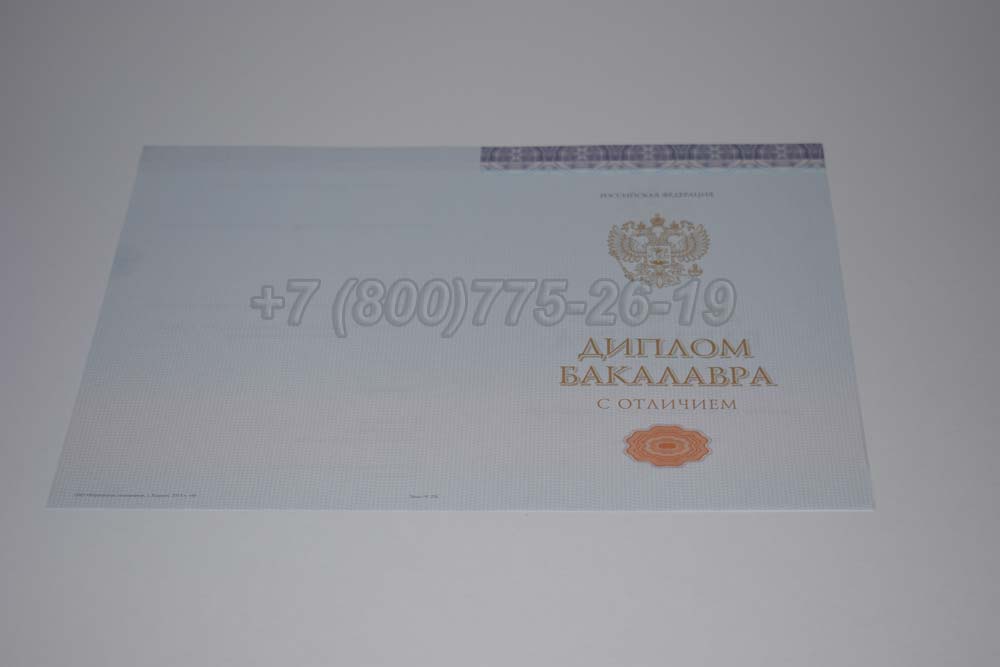 РОССИЙСКАЯ ФЕДЕРАЦИЯ
+7 (800)775-26-19
ДИПЛОМ
БАКАЛАВРА
С ОТЛИЧИЕМ